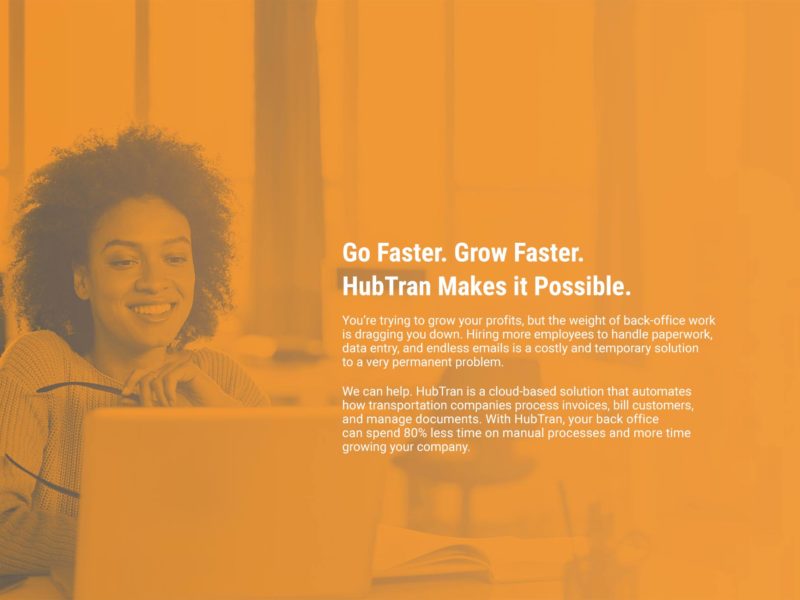 Go Faster. Grow Faster.
HubTran Makes it Possible.
You're trying to grow your profits, but the weight of back-office work
is dragging you down. Hiring more employees to handle paperwork,
data entry, and endless emails is a costly and temporary solution
to a very permanent problem.
We can help. HubTran is a cloud-based solution that automates
how transportation companies process invoices, bill customers,
and manage documents. With HubTran, your back office
can spend 80% less time on manual processes and more time
growing your company.